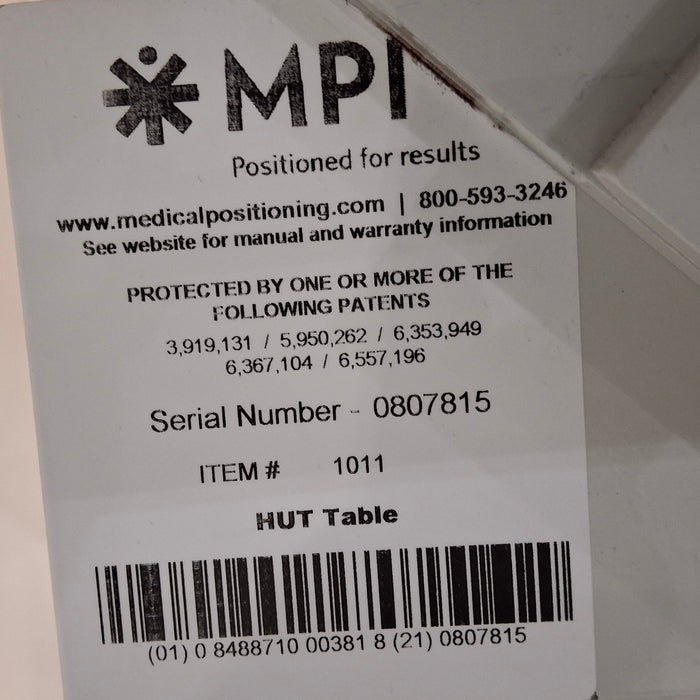 MPI
Positioned for results
www.medicalpositioning.com | 800-593-3246
See website for manual and warranty information
PROTECTED BY ONE OR MORE OF THE
FOLLOWING PATENTS
3,919,131 / 5,950,262 / 6,353,949
6,367,104 / 6,557,196
Serial Number - 0807815
ITEM # 1011
HUT Table
(01) 0 8488710 00381 8 (21) 0807815